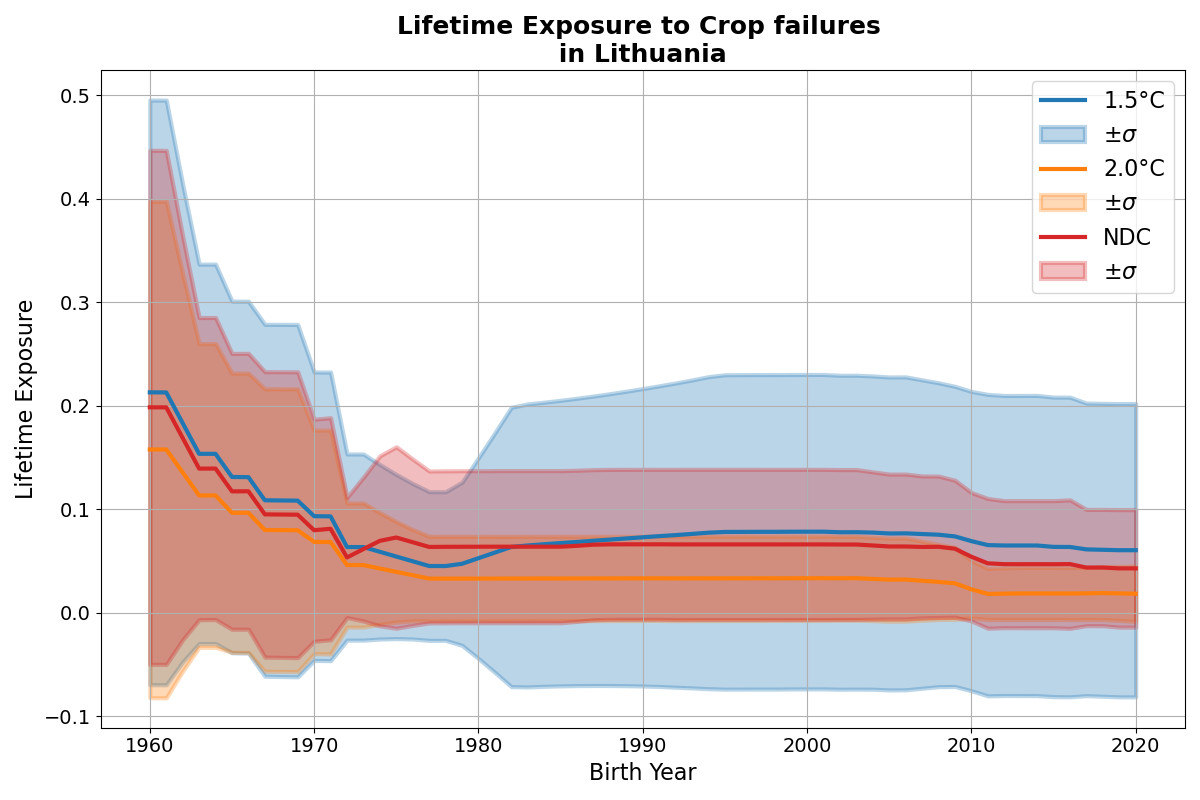 Lifetime Exposure to Crop failures
in Lithuania
0.5
0.4
0.3
0.2
0.1
0.0
−0.1
Lifetime Exposure
1960
1970
1980
1990
2000
2010
2020
Birth Year
1.5°C
±σ
2.0°C
±σ
NDC
±σ